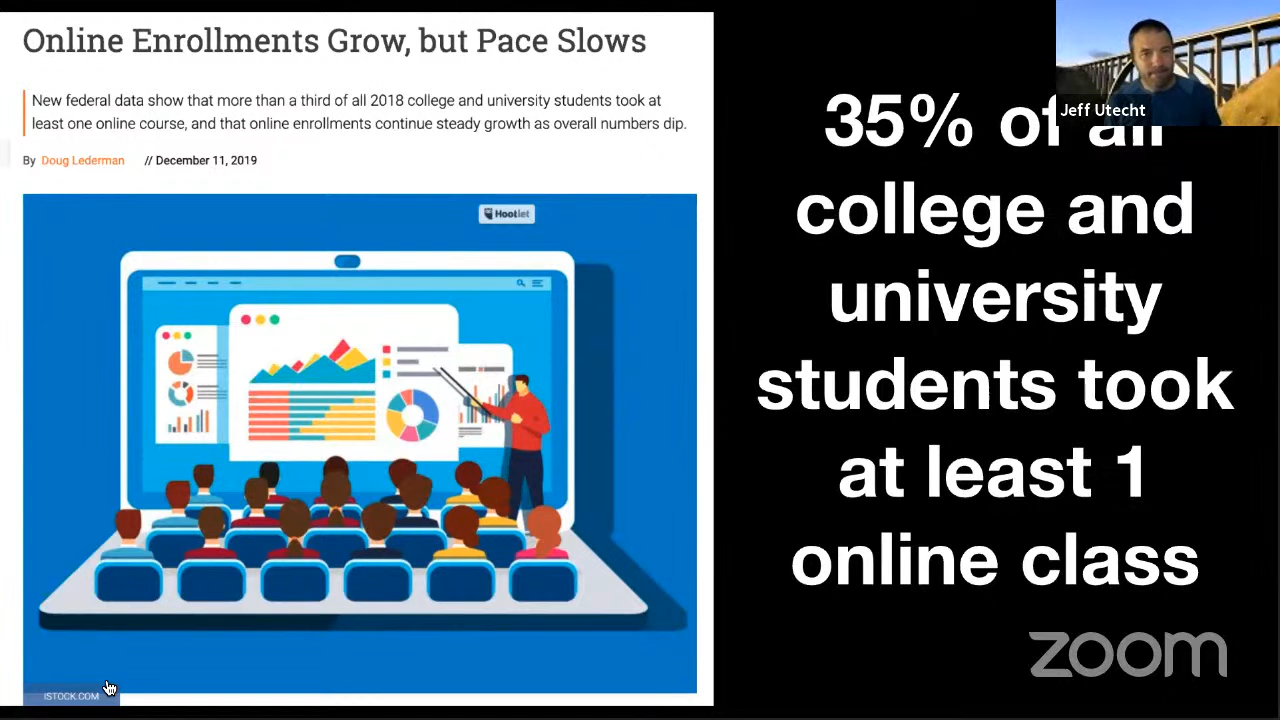 Online Enrollments Grow, but Pace Slows
New federal data show that more than a third of all 2018 college and university students took at
least one online course, and that online enrollments continue steady growth as overall numbers dip.
By Doug Lederman // December 11, 2019
Hootlet
ISTOCK.COM
Jeff Utecht
35% of all
college and
university
students took
at least 1
online class
zoom